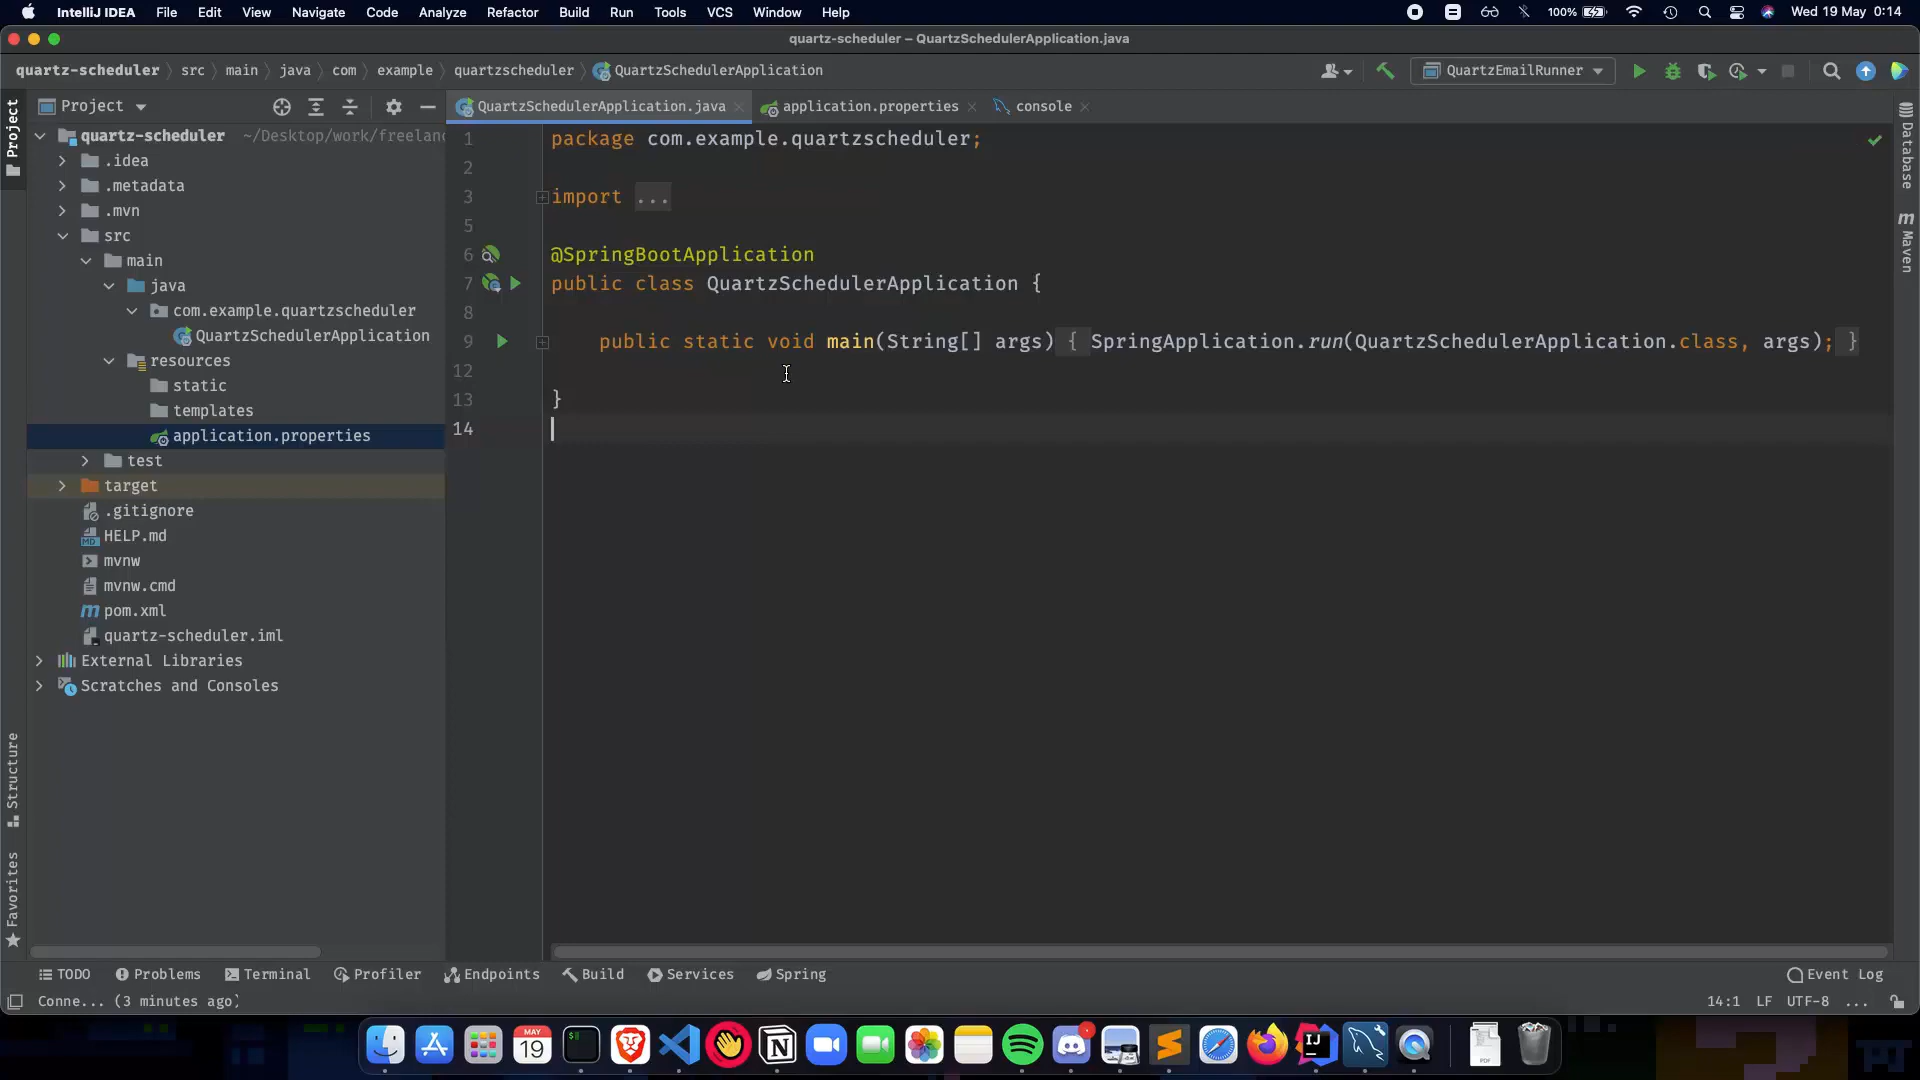 IntelliJ IDEA File Edit View Navigate Code Analyze Refactor Build Run Tools VCS Window Help 100% Wed 19 May 0:14
quartz-scheduler – QuartzSchedulerApplication.java
quartz-scheduler src main java com example quartzscheduler QuartzSchedulerApplication QuartzEmailRunner
Project QuartzSchedulerApplication.java application.properties console
Project
quartz-scheduler ~/Desktop/work/freelanc
.idea
.metadata
.mvn
src
main
java
com.example.quartzscheduler
QuartzSchedulerApplication
resources
static
templates
application.properties
test
target
.gitignore
HELP.md
mvnw
mvnw.cmd
pom.xml
quartz-scheduler.iml
External Libraries
Scratches and Consoles
Structure
Favorites
1 package com.example.quartzscheduler;
2
3 import ...
5
6 @SpringBootApplication
7 public class QuartzSchedulerApplication {
8
9 public static void main(String[] args) { SpringApplication.run(QuartzSchedulerApplication.class, args); }
12
13 }
14
Database
Maven
TODO Problems Terminal Profiler Endpoints Build Services Spring Event Log
Conne... (3 minutes ago) 14:1 LF UTF-8 ...
MAY
19
IJ
PDF